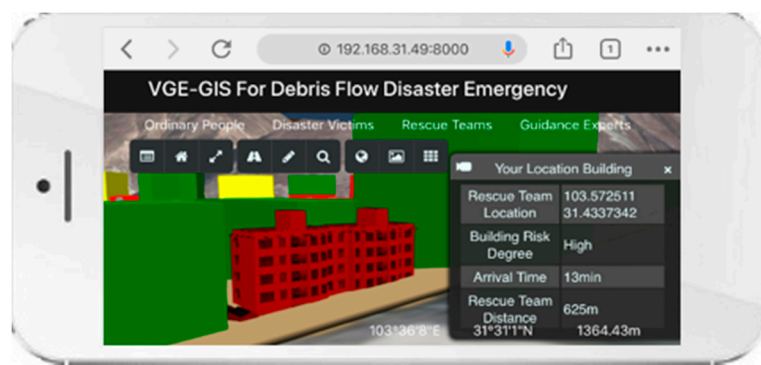 192.168.31.49:8000
1
VGE-GIS For Debris Flow Disaster Emergency
Ordinary People Disaster Victims Rescue Teams Guidance Experts
Your Location Building ×
Rescue Team Location 103.572511 31.4337342
Building Risk Degree High
Arrival Time 13min
Rescue Team Distance 625m
103°36'8"E 31°31'1"N 1364.43m